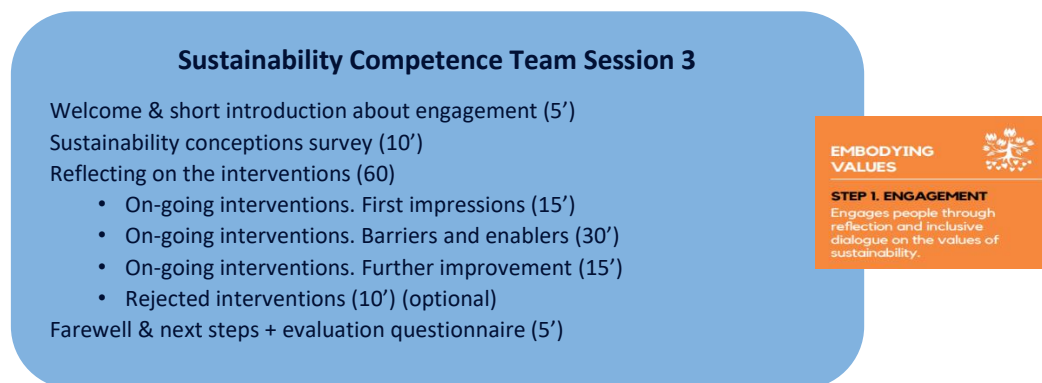 Sustainability Competence Team Session 3
Welcome & short introduction about engagement (5’)
Sustainability conceptions survey (10’)
Reflecting on the interventions (60)
• On-going interventions. First impressions (15’)
• On-going interventions. Barriers and enablers (30’)
• On-going interventions. Further improvement (15’)
• Rejected interventions (10’) (optional)
Farewell & next steps + evaluation questionnaire (5’)
EMBODYING
VALUES
STEP 1. ENGAGEMENT
Engages people through
reflection and inclusive
dialogue on the values of
sustainability.